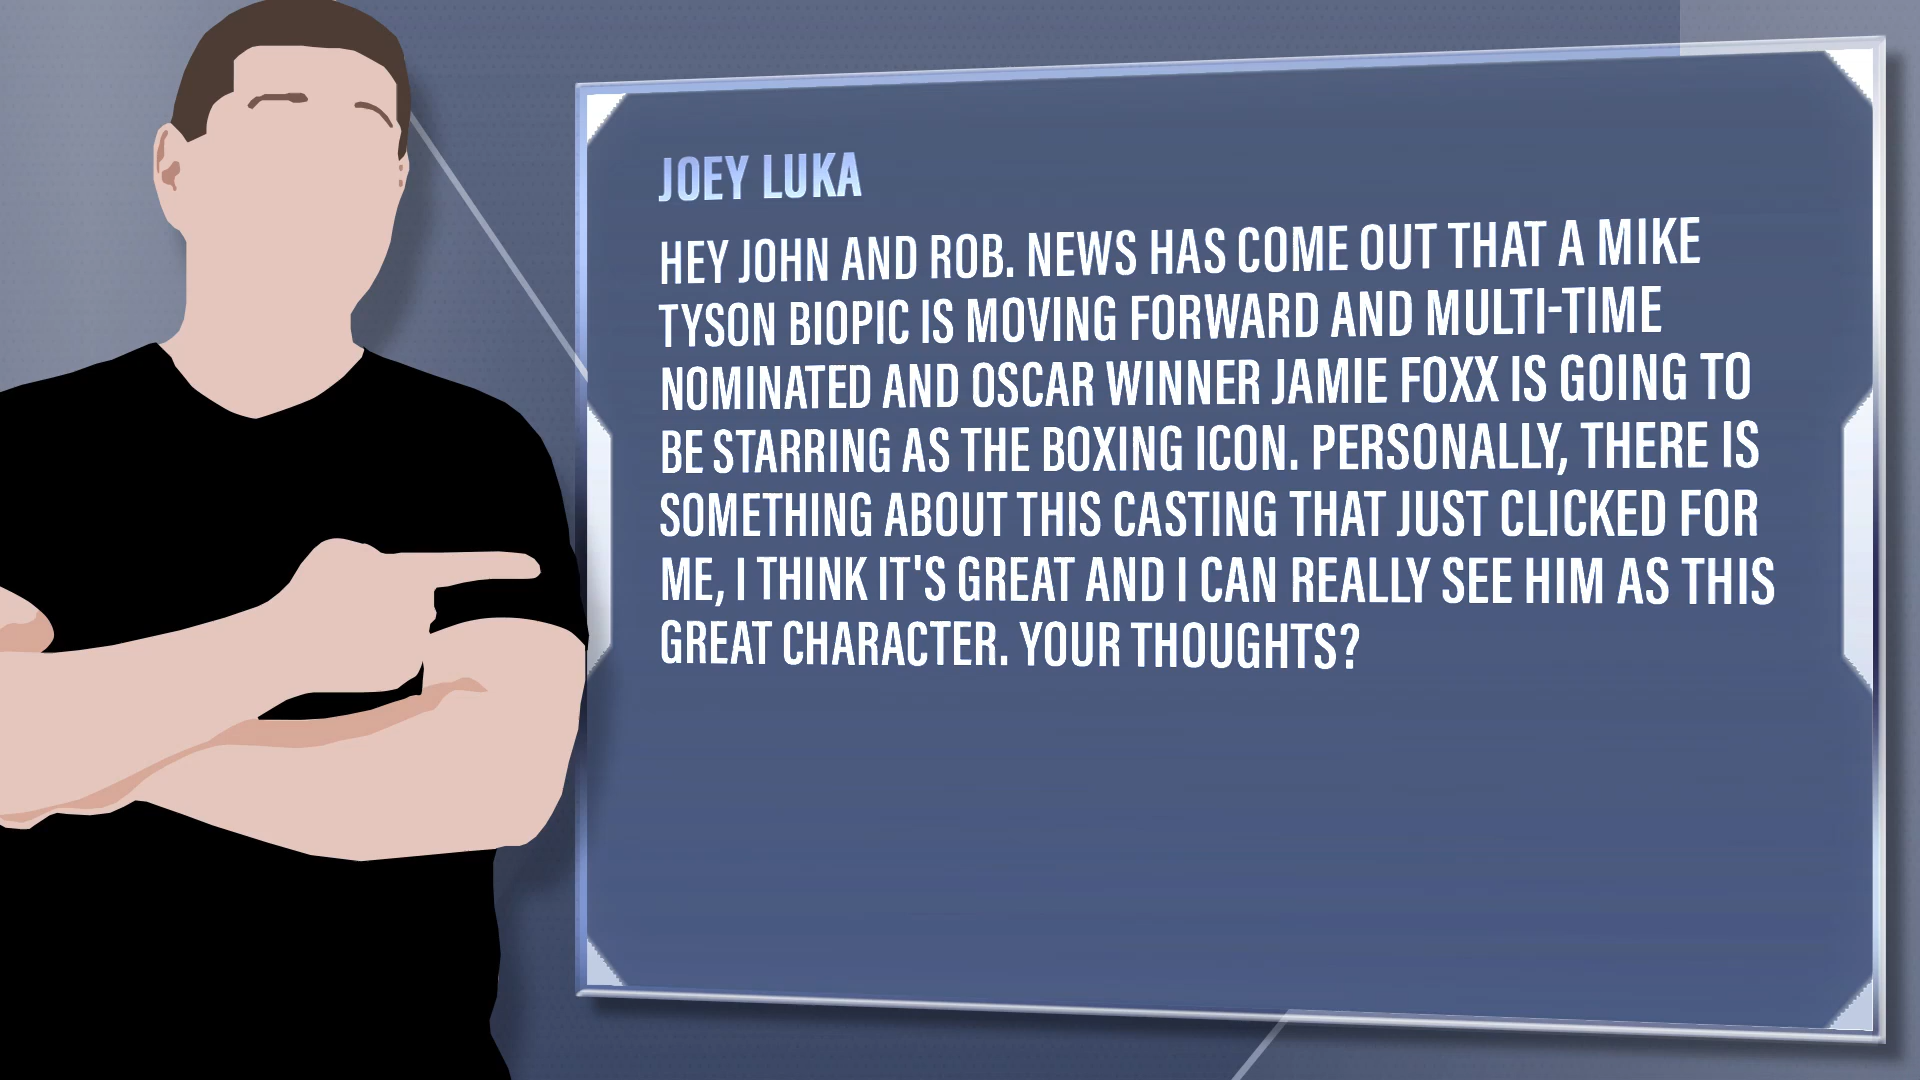 JOEY LUKA
HEY JOHN AND ROB. NEWS HAS COME OUT THAT A MIKE
TYSON BIOPIC IS MOVING FORWARD AND MULTI-TIME
NOMINATED AND OSCAR WINNER JAMIE FOXX IS GOING TO
BE STARRING AS THE BOXING ICON. PERSONALLY, THERE IS
SOMETHING ABOUT THIS CASTING THAT JUST CLICKED FOR
ME, I THINK IT'S GREAT AND I CAN REALLY SEE HIM AS THIS
GREAT CHARACTER. YOUR THOUGHTS?